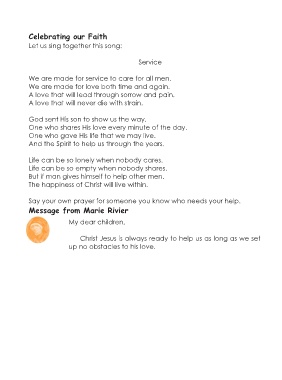 Celebrating our Faith
Let us sing together this song:
Service
We are made for service to care for all men.
We are made for love both time and again.
A love that will lead through sorrow and pain.
A love that will never die with strain.
God sent His son to show us the way.
One who shares His love every minute of the day.
One who gave His life that we may live.
And the Spirit to help us through the years.
Life can be so lonely when nobody cares.
Life can be so empty when nobody shares.
But if man gives himself to help other men.
The happiness of Christ will live within.
Say your own prayer for someone you know who needs your help.
Message from Marie Rivier
My dear children,
Christ Jesus is always ready to help us as long as we set
up no obstacles to his love.